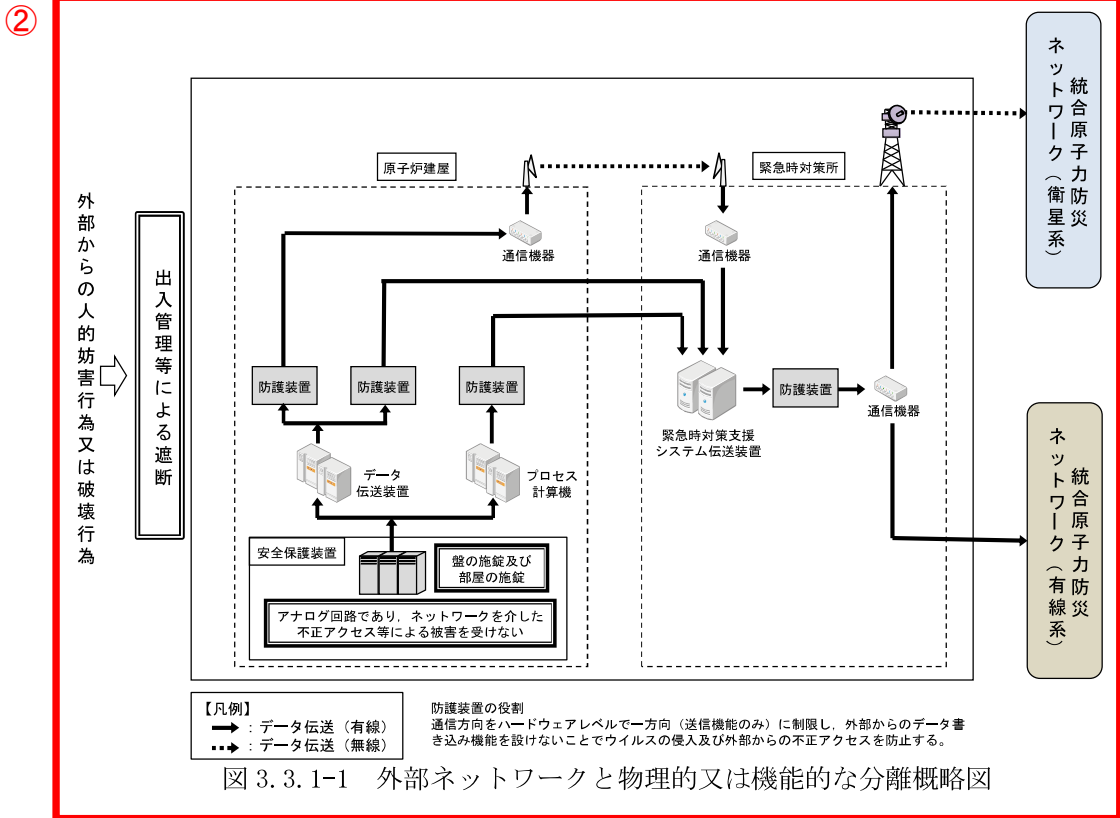 ②
外部からの人的妨害行為又は破壊行為
出入管理等による遮断
原子炉建屋
緊急時対策所
通信機器
通信機器
防護装置
防護装置
防護装置
防護装置
通信機器
緊急時対策支援
システム伝送装置
データ
伝送装置
プロセス
計算機
安全保護装置
盤の施錠及び
部屋の施錠
アナログ回路であり，ネットワークを介した
不正アクセス等による被害を受けない
統合原子力防災
ネットワーク（衛星系）
統合原子力防災
ネットワーク（有線系）
【凡例】
：データ伝送（有線）
：データ伝送（無線）
防護装置の役割
通信方向をハードウェアレベルで一方向（送信機能のみ）に制限し，外部からのデータ書
き込み機能を設けないことでウイルスの侵入及び外部からの不正アクセスを防止する。
図 3.3.1-1　外部ネットワークと物理的又は機能的な分離概略図